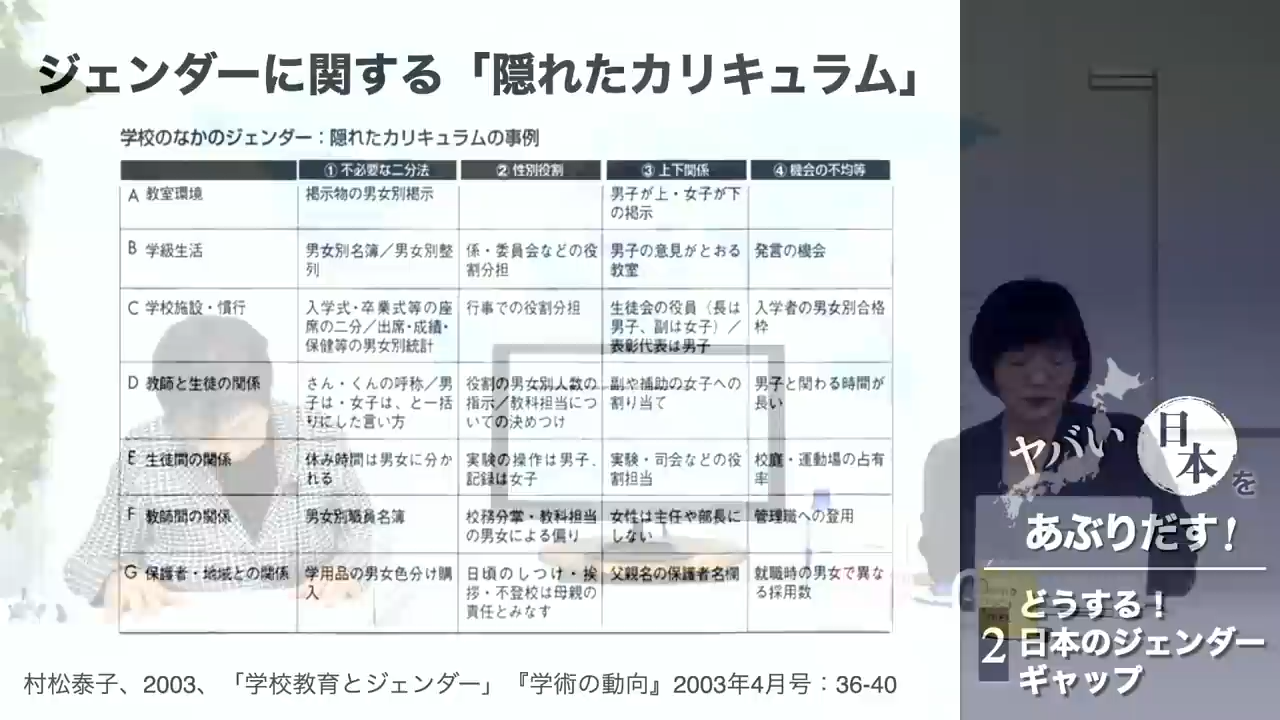 ジェンダーに関する「隠れたカリキュラム」
学校のなかのジェンダー：隠れたカリキュラムの事例
① 不必要な二分法 ② 性別役割 ③ 上下関係 ④ 機会の不均等
A 教室環境 掲示物の男女別掲示 男子が上・女子が下
の掲示
B 学級生活 男女別名簿／男女別整 係・委員会などの役 男子の意見がとおる 発言の機会
列 割分担 教室
C 学校施設・慣行 入学式・卒業式等の座 行事での役割分担 生徒会の役員（長は 入学者の男女別合格
席の二分／出席・成績・ 男子、副は女子）／ 枠
保健等の男女別統計 表彰代表は男子
D 教師と生徒の関係 さん・くんの呼称／男 役割の男女別人数の 副や補助の女子への 男子と関わる時間が
子は・女子は、と一括 指示／教科担当につ 割り当て 長い
りにした言い方 いての決めつけ
E 生徒間の関係 休み時間は男女に分か 実験の操作は男子、 実験・司会などの役 校庭・運動場の占有
れる 記録は女子 割担当 率
F 教師間の関係 男女別職員名簿 校務分掌・教科担当 女性は主任や部長に 管理職への登用
の男女による偏り しない
G 保護者・地域との関係 学用品の男女色分け購 日頃のしつけ・挨 父親名の保護者名欄 就職時の男女で異な
入 拶・不登校は母親の る採用数
責任とみなす
村松泰子、2003、「学校教育とジェンダー」『学術の動向』2003年4月号：36-40
ヤバい
日本を
あぶりだす！
2
どうする！
日本のジェンダー
ギャップ